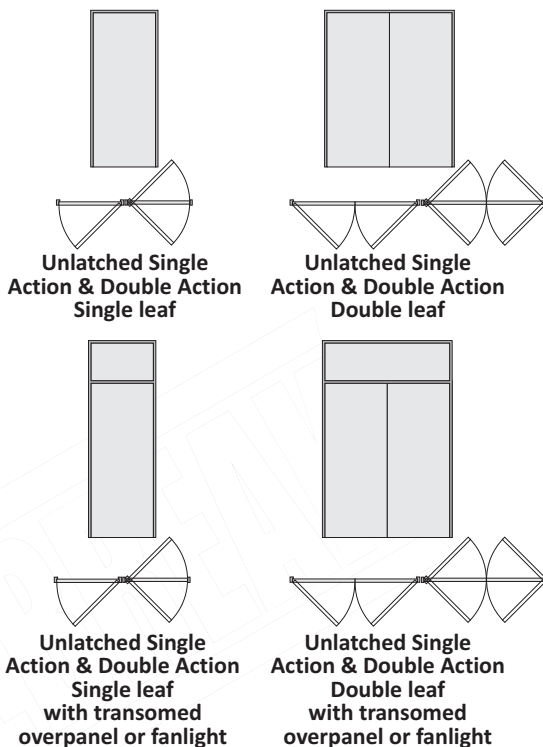 Unlatched Single
Action & Double Action
Single leaf
Unlatched Single
Action & Double Action
Double leaf
Unlatched Single
Action & Double Action
Single leaf
with transomed
overpanel or fanlight
Unlatched Single
Action & Double Action
Double leaf
with transomed
overpanel or fanlight